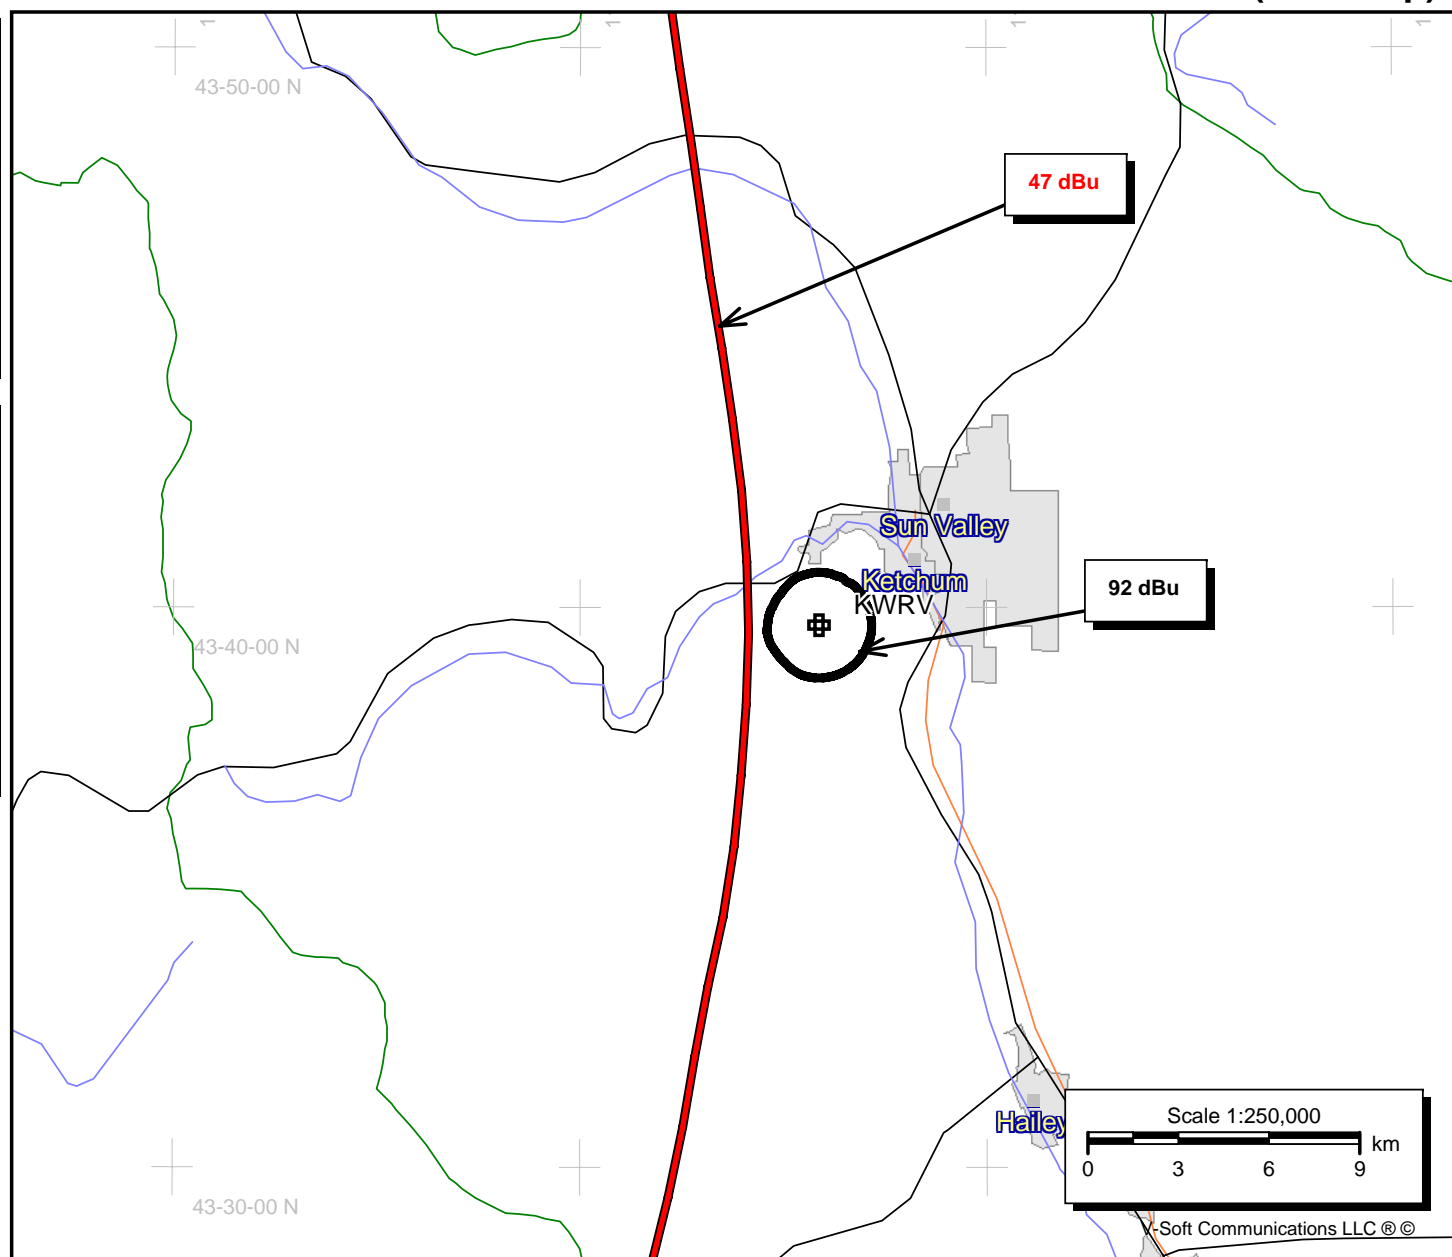 43-50-00 N
47 dBu
Sun Valley
Ketchum
KWRV
92 dBu
43-40-00 N
Hailey
Scale 1:250,000
km
0 3 6 9
43-30-00 N
-Soft Communications LLC ® ©